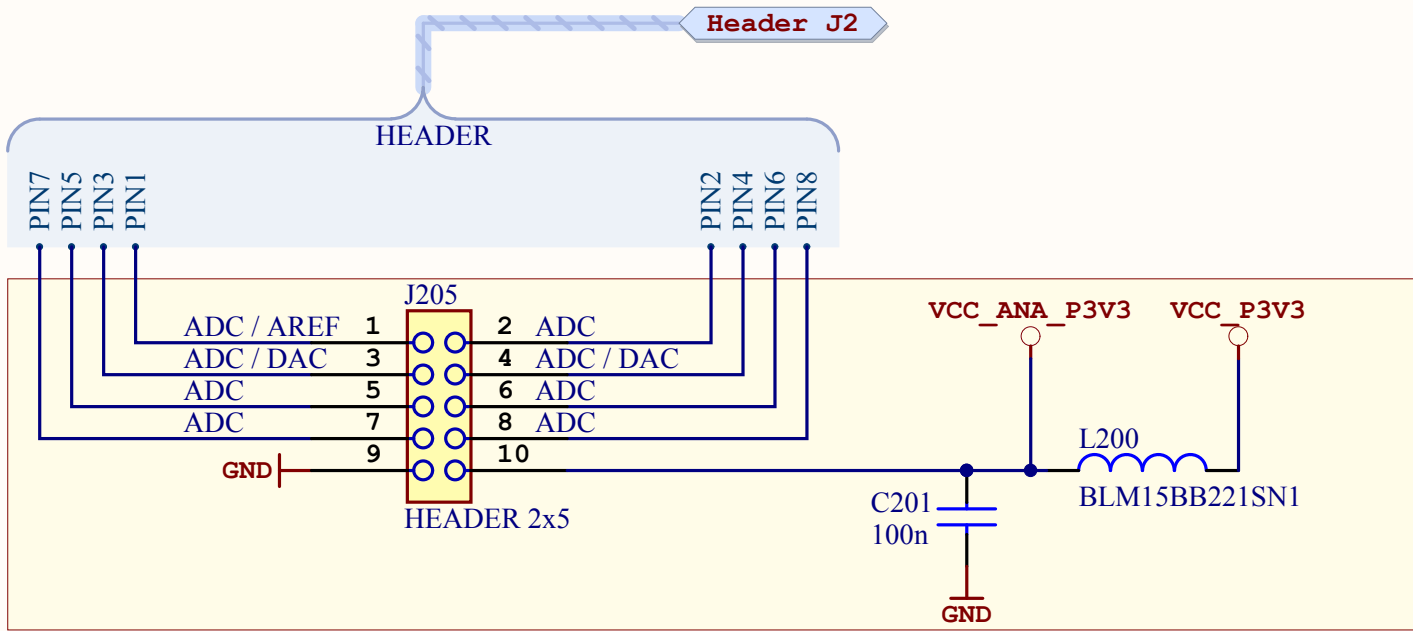 Header J2
HEADER
PIN7 PIN5 PIN3 PIN1 PIN2 PIN4 PIN6 PIN8
J205
VCC_ANA_P3V3 VCC_P3V3
ADC / AREF 1 2 ADC
ADC / DAC 3 4 ADC / DAC
ADC 5 6 ADC
ADC 7 8 ADC
L200
9 10
GND
BLM15BB221SN1
C201
HEADER 2x5
100n
GND